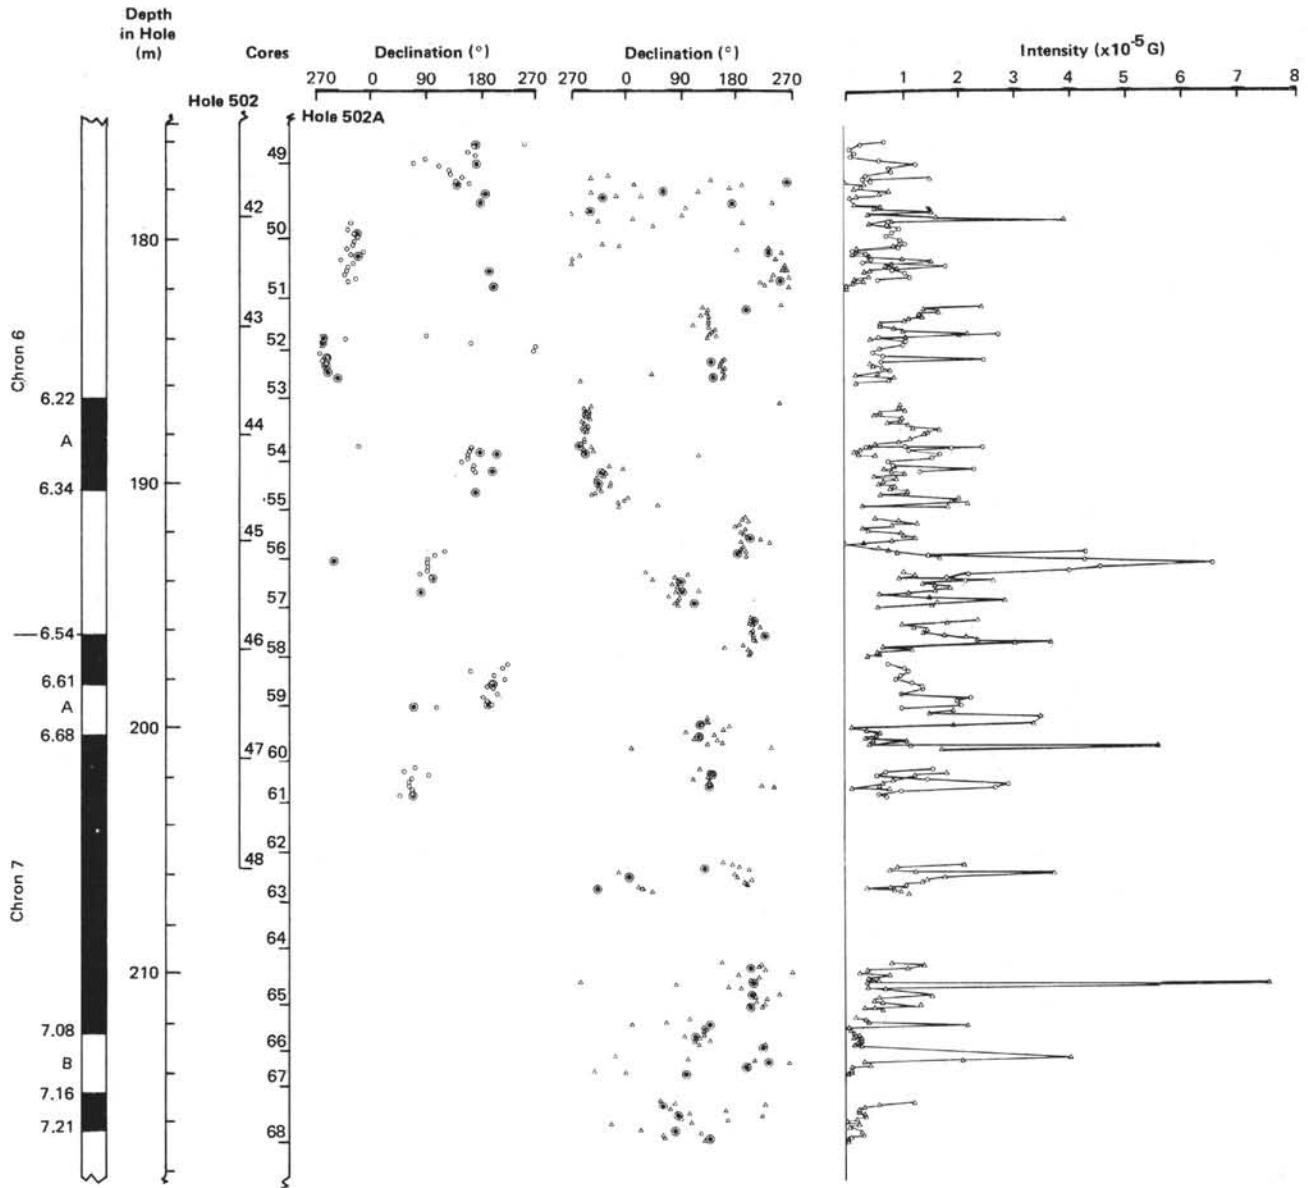 Depth
in Hole
(m)
Cores
Declination (°)
Declination (°)
Intensity (x10-5 G)
270 0 90 180 270
270 0 90 180 270
1 2 3 4 5 6 7 8
Hole 502
Hole 502A
49
42
50
180
51
43
52
Chron 6
53
6.22
44
A
54
6.34
190
55
45
56
57
6.54
46
58
6.61
59
A
6.68
200
47
60
61
62
48
Chron 7
63
64
210
65
7.08
66
B
67
7.16
7.21
68